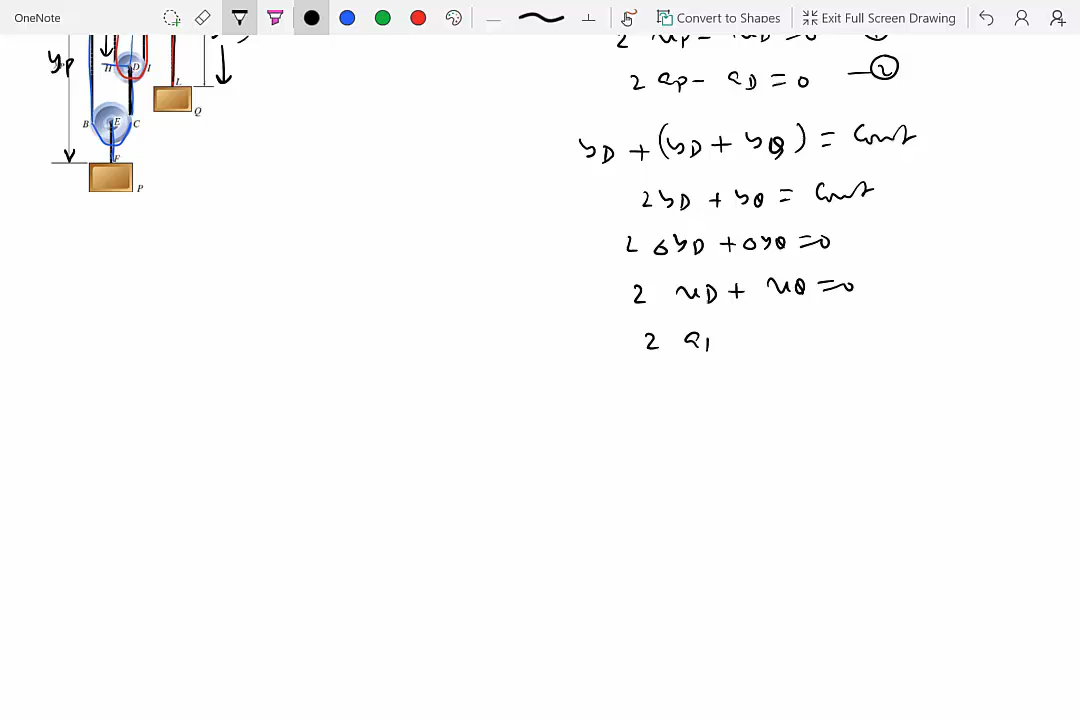 OneNote
Convert to Shapes
Exit Full Screen Drawing
yP
H D I
L
Q
B E C
F
P
2 aP - aD = 0 — ②
yD + (yD + yQ) = Const
2yD + yQ = Const
2 ΔyD + ΔyQ = 0
2 vD + vQ = 0
2 a